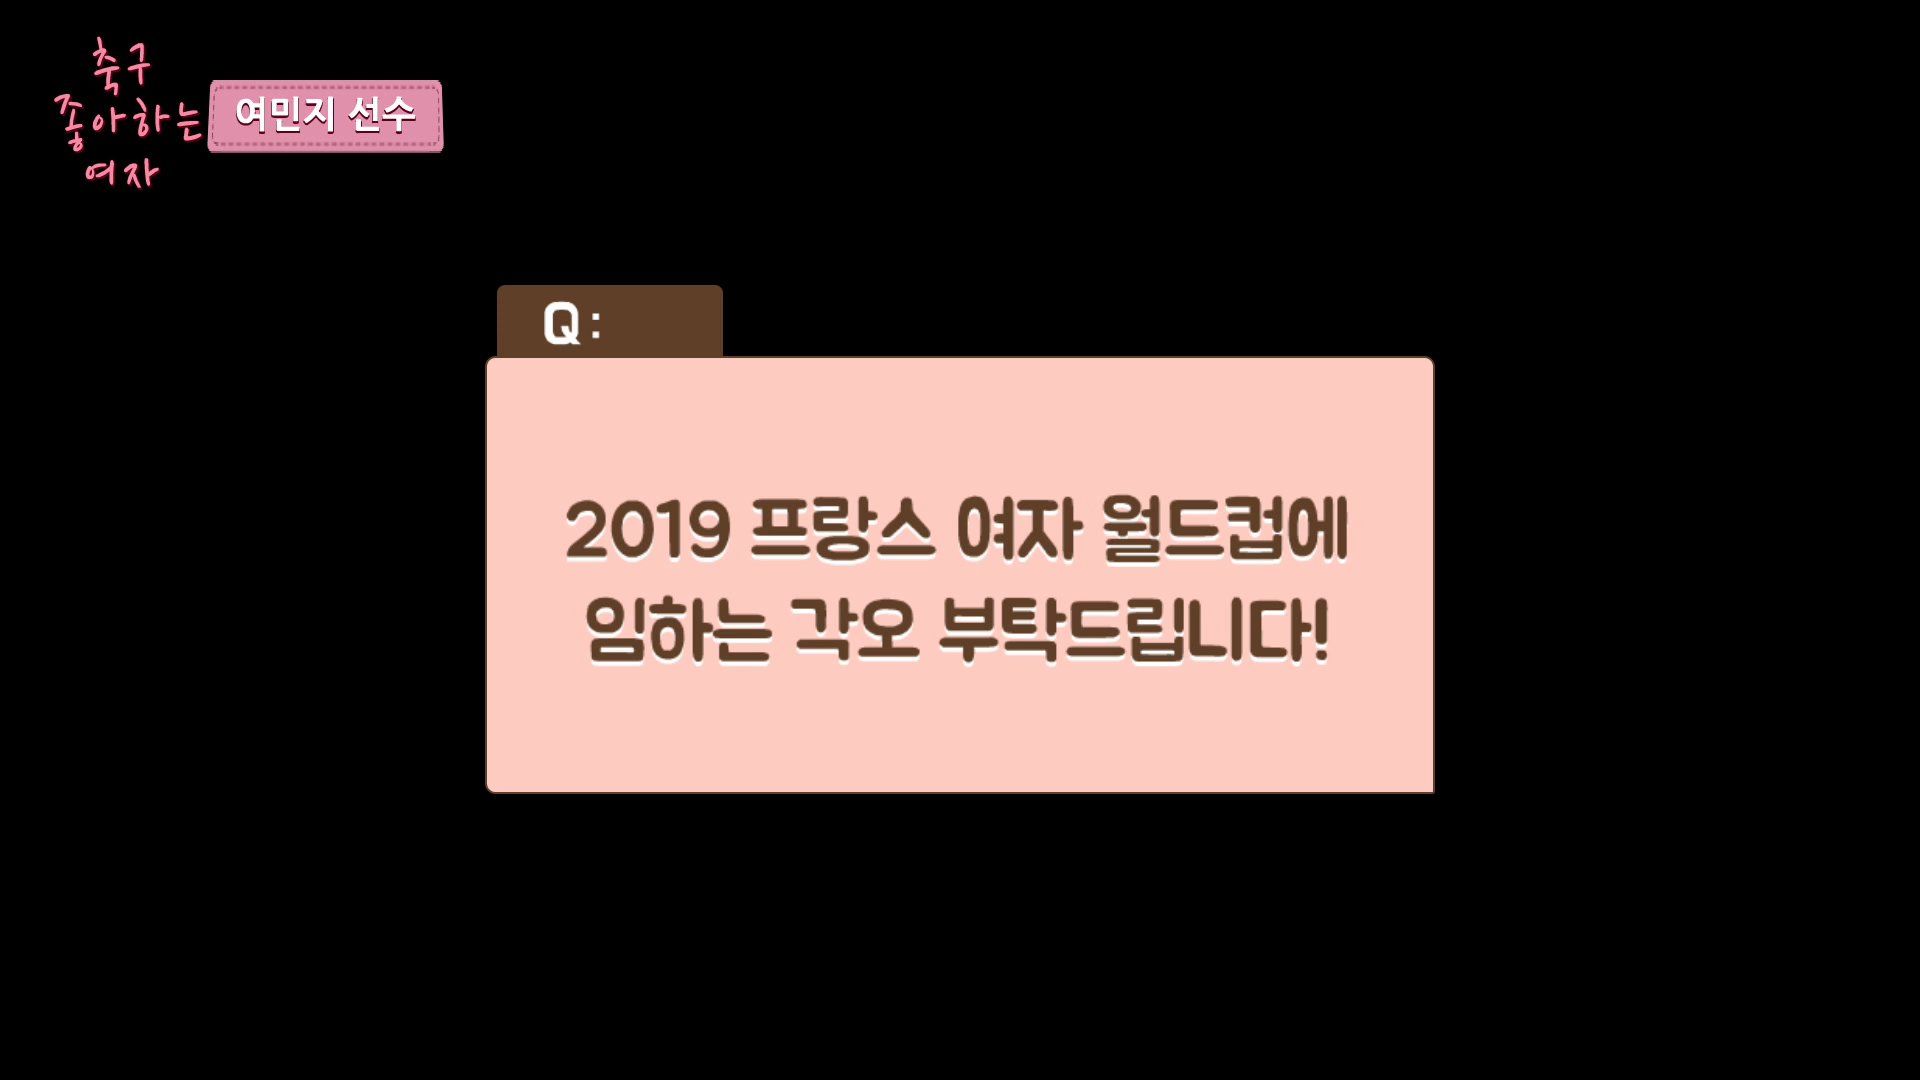 축구
좋아하는
여자
여민지 선수
Q :
2019 프랑스 여자 월드컵에
임하는 각오 부탁드립니다!